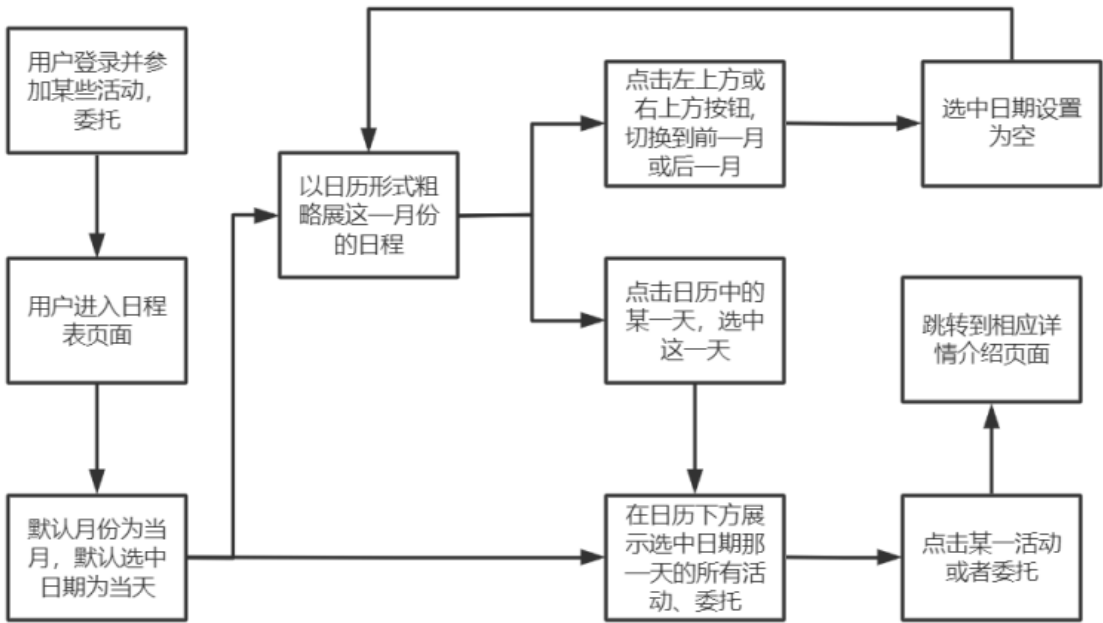 用户登录并参
加某些活动，
委托
用户进入日程
表页面
默认月份为当
月，默认选中
日期为当天
以日历形式粗
略展这一月份
的日程
点击左上方或
右上方按钮，
切换到前一月
或后一月
选中日期设置
为空
点击日历中的
某一天，选中
这一天
在日历下方展
示选中日期那
一天的所有活
动、委托
点击某一活动
或者委托
跳转到相应详
情介绍页面